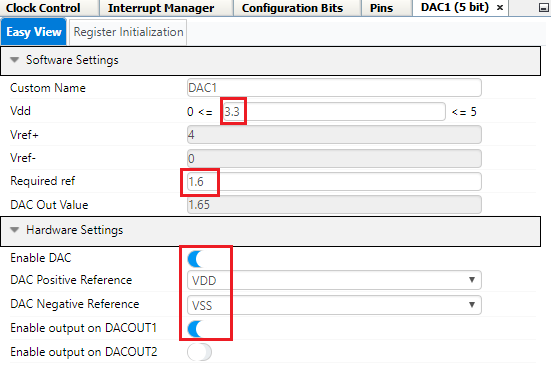 Clock Control Interrupt Manager Configuration Bits Pins DAC1 (5 bit) ×
Easy View Register Initialization
Software Settings
Custom Name DAC1
Vdd 0 <= 3.3 <= 5
Vref+ 4
Vref- 0
Required ref 1.6
DAC Out Value 1.65
Hardware Settings
Enable DAC
DAC Positive Reference VDD
DAC Negative Reference VSS
Enable output on DACOUT1
Enable output on DACOUT2